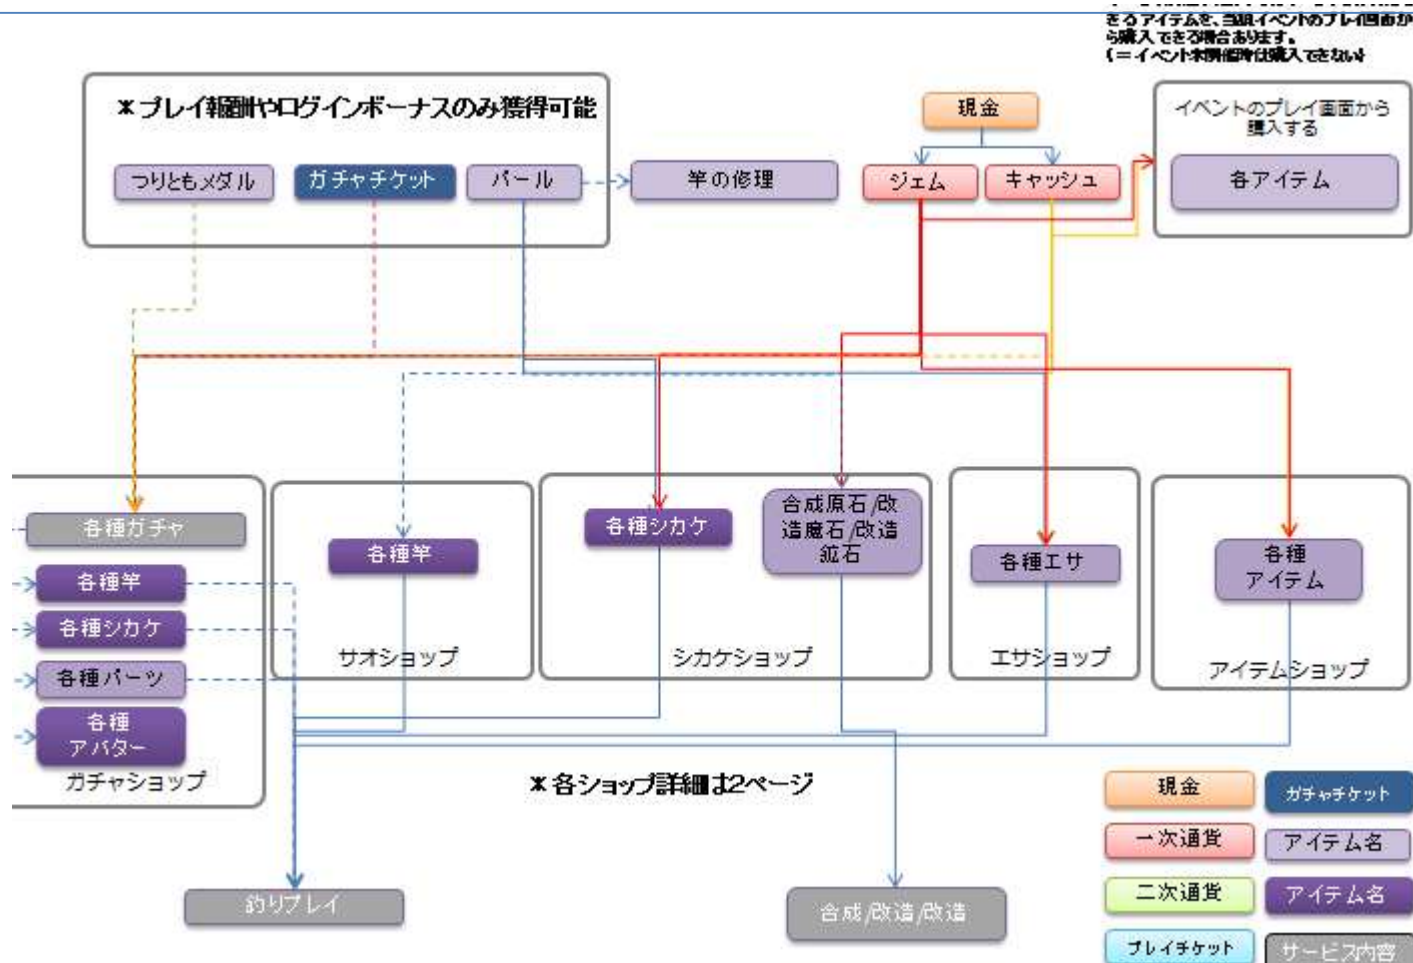 きるアイテムを、当該イベントのプレイ画面か
ら購入できる場合あります。
(=イベント未開催時は購入できない)
*プレイ報酬やログインボーナスのみ獲得可能
現金
イベントのプレイ画面から
購入する
つりともメダル
ガチャチケット
パール
竿の修理
ジェム
キャッシュ
各アイテム
各種ガチャ
各種竿
各種シカケ
各種パーツ
各種
アバター
ガチャショップ
各種竿
サオショップ
各種シカケ
合成原石/改
造魔石/改造
鉱石
シカケショップ
各種エサ
エサショップ
各種
アイテム
アイテムショップ
*各ショップ詳細は2ページ
釣りプレイ
合成/改造/改造
現金
ガチャチケット
一次通貨
アイテム名
二次通貨
アイテム名
プレイチケット
サービス内容